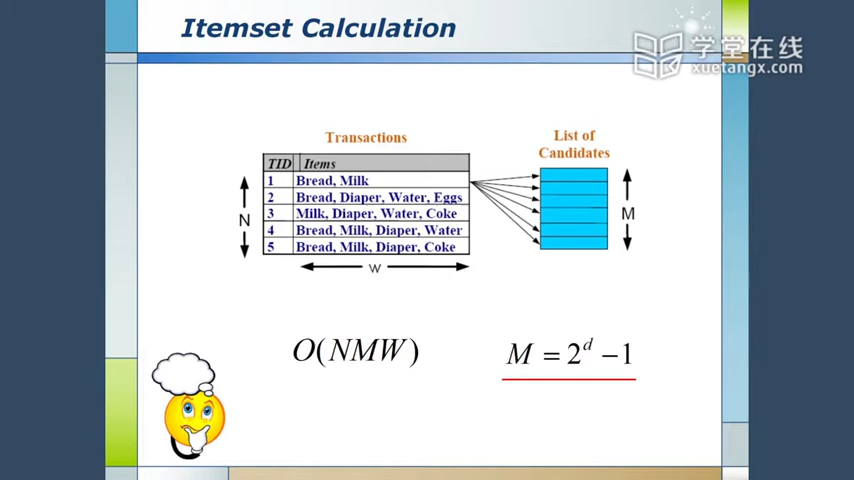 Itemset Calculation
学堂在线
xuetangx.com
Transactions
List of
Candidates
TID Items
1 Bread, Milk
2 Bread, Diaper, Water, Eggs
3 Milk, Diaper, Water, Coke
4 Bread, Milk, Diaper, Water
5 Bread, Milk, Diaper, Coke
N
M
w
O(NMW)
M = 2^d −1